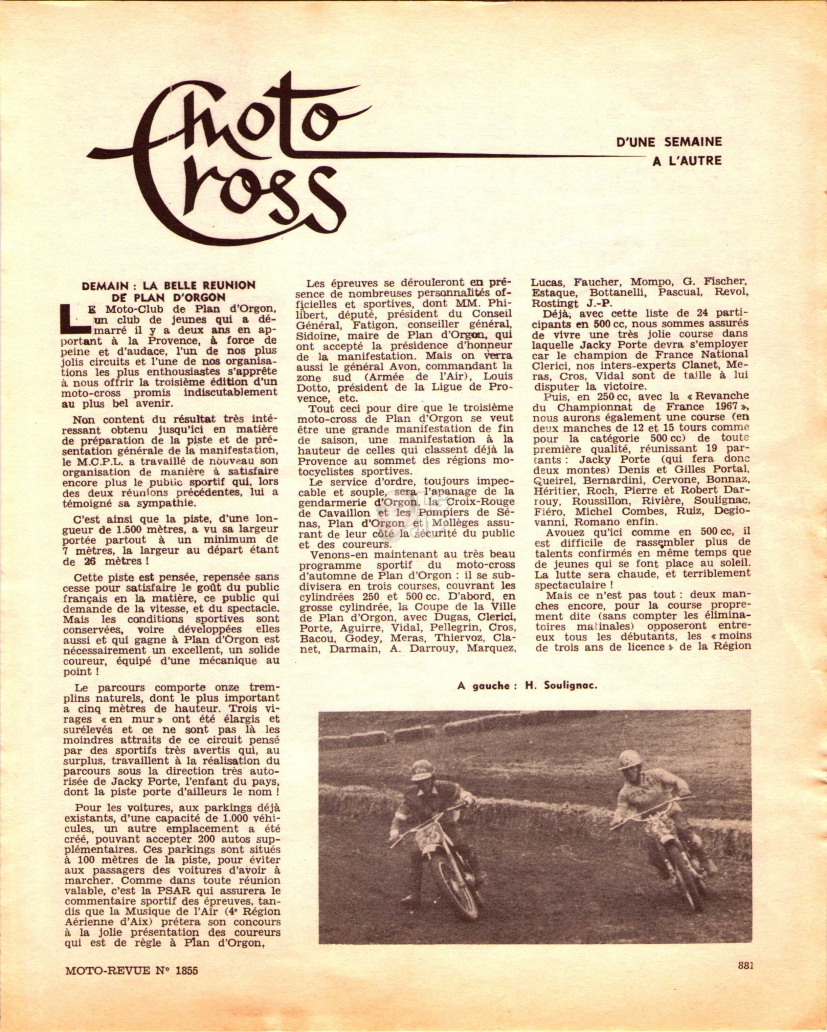 Moto
Cross
D'UNE SEMAINE
A L'AUTRE
DEMAIN : LA BELLE REUNION
DE PLAN D'ORGON
LE Moto-Club de Plan d'Orgon,
un club de jeunes qui a dé-
marré il y a deux ans en ap-
portant à la Provence, à force de
peine et d'audace, l'un de nos plus
jolis circuits et l'une de nos organisa-
tions les plus enthousiastes s'apprête
à nous offrir la troisième édition d'un
moto-cross promis indiscutablement
au plus bel avenir.
Non content du résultat très inté-
ressant obtenu jusqu'ici en matière
de préparation de la piste et de pré-
sentation générale de la manifestation,
le M.C.P.L. a travaillé de nouveau son
organisation de manière à satisfaire
encore plus le public sportif qui, lors
des deux réunions précédentes, lui a
témoigné sa sympathie.
C'est ainsi que la piste, d'une lon-
gueur de 1.500 mètres, a vu sa largeur
portée partout à un minimum de
7 mètres, la largeur au départ étant
de 26 mètres !
Cette piste est pensée, repensée sans
cesse pour satisfaire le goût du public
français en la matière, ce public qui
demande de la vitesse, et du spectacle.
Mais les conditions sportives sont
conservées, voire développées elles
aussi et qui gagne à Plan d'Orgon est
nécessairement un excellent, un solide
coureur, équipé d'une mécanique au
point !
Le parcours comporte onze trem-
plins naturels, dont le plus important
a cinq mètres de hauteur. Trois vi-
rages « en mur » ont été élargis et
surélevés et ce ne sont pas là les
moindres attraits de ce circuit pensé
par des sportifs très avertis qui, au
surplus, travaillent à la réalisation du
parcours sous la direction très auto-
risée de Jacky Porte, l'enfant du pays,
dont la piste porte d'ailleurs le nom !
Pour les voitures, aux parkings déjà
existants, d'une capacité de 1.000 véhi-
cules, un autre emplacement a été
créé, pouvant accepter 200 autos sup-
plémentaires. Ces parkings sont situés
à 100 mètres de la piste, pour éviter
aux passagers des voitures d'avoir à
marcher. Comme dans toute réunion
valable, c'est la PSAR qui assurera le
commentaire sportif des épreuves, tan-
dis que la Musique de l'Air (4e Région
Aérienne d'Aix) prêtera son concours
à la jolie présentation des coureurs
qui est de règle à Plan d'Orgon,
Les épreuves se dérouleront en pré-
sence de nombreuses personnalités of-
ficielles et sportives, dont MM. Phi-
libert, député, président du Conseil
Général, Fatigon, conseiller général,
Sidoine, maire de Plan d'Orgon, qui
ont accepté la présidence d'honneur
de la manifestation. Mais on verra
aussi le général Avon, commandant la
zone sud (Armée de l'Air), Louis
Dotto, président de la Ligue de Pro-
vence, etc.
Tout ceci pour dire que le troisième
moto-cross de Plan d'Orgon se veut
être une grande manifestation de fin
de saison, une manifestation à la
hauteur de celles qui classent déjà la
Provence au sommet des régions mo-
tocyclistes sportives.
Le service d'ordre, toujours impec-
cable et souple, sera l'apanage de la
gendarmerie d'Orgon, la Croix-Rouge
de Cavaillon et les Pompiers de Sé-
nas, Plan d'Orgon et Mollèges assu-
rant de leur côté la sécurité du public
et des coureurs.
Venons-en maintenant au très beau
programme sportif du moto-cross
d'automne de Plan d'Orgon : il se sub-
divisera en trois courses, couvrant les
cylindrées 250 et 500 cc. D'abord, en
grosse cylindrée, la Coupe de la Ville
de Plan d'Orgon, avec Dugas, Clerici,
Porte, Aguirre, Vidal, Pellegrin, Cros,
Bacou, Godey, Meras, Thiervoz, Cla-
net, Darmain, A. Darrouy, Marquez,
Lucas, Faucher, Mompo, G. Fischer,
Estaque, Bottanelli, Pascual, Revol,
Rostingt J.-P.
Déjà, avec cette liste de 24 parti-
cipants en 500 cc, nous sommes assurés
de vivre une très jolie course dans
laquelle Jacky Porte devra s'employer
car le champion de France National
Clerici, nos inters-experts Clanet, Me-
ras, Cros, Vidal sont de taille à lui
disputer la victoire.
Puis, en 250 cc, avec la « Revanche
du Championnat de France 1967 »,
nous aurons également une course (en
deux manches de 12 et 15 tours comme
pour la catégorie 500 cc) de toute
première qualité, réunissant 19 par-
tants : Jacky Porte (qui fera donc
deux montes) Denis et Gilles Portal,
Queirel, Bernardini, Cervone, Bonnaz,
Héritier, Roch, Pierre et Robert Dar-
rouy, Roussillon, Rivière, Soulignac,
Fiéro, Michel Combes, Ruiz, Degio-
vanni, Romano enfin.
Avouez qu'ici comme en 500 cc, il
est difficile de rassembler plus de
talents confirmés en même temps que
de jeunes qui se font place au soleil.
La lutte sera chaude, et terriblement
spectaculaire !
Mais ce n'est pas tout : deux man-
ches encore, pour la course propre-
ment dite (sans compter les élimina-
toires matinales) opposeront entre-
eux tous les débutants, les « moins
de trois ans de licence » de la Région
A gauche : H. Soulignac.
MOTO-REVUE N° 1855
881